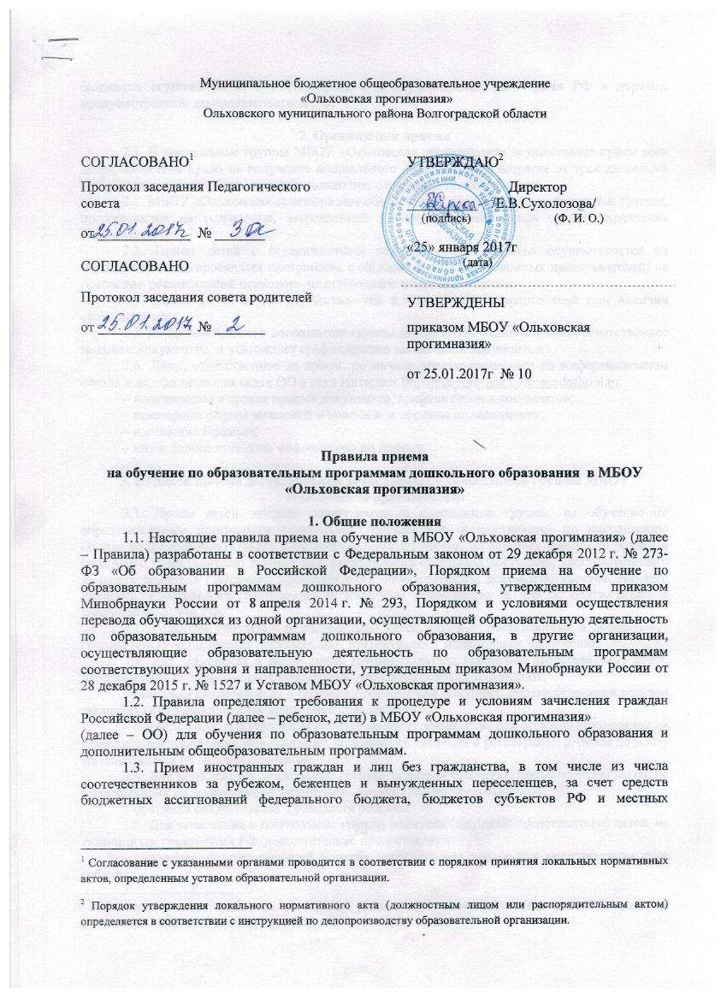 Муниципальное бюджетное общеобразовательное учреждение
«Ольховская прогимназия»
Ольховского муниципального района Волгоградской области
СОГЛАСОВАНО1
Протокол заседания Педагогического
совета
от 25.01.2017 № 3а
СОГЛАСОВАНО
Протокол заседания совета родителей
от 25.01.2017 № 2
УТВЕРЖДАЮ2
Директор
/Е.В.Сухолозова/
(подпись) (Ф. И. О.)
«25» января 2017г
(дата)
УТВЕРЖДЕНЫ
приказом МБОУ «Ольховская
прогимназия»
от 25.01.2017г № 10
Правила приема
на обучение по образовательным программам дошкольного образования в МБОУ
«Ольховская прогимназия»
1. Общие положения
1.1. Настоящие правила приема на обучение в МБОУ «Ольховская прогимназия» (далее
– Правила) разработаны в соответствии с Федеральным законом от 29 декабря 2012 г. № 273-
ФЗ «Об образовании в Российской Федерации», Порядком приема на обучение по
образовательным программам дошкольного образования, утвержденным приказом
Минобрнауки России от 8 апреля 2014 г. № 293, Порядком и условиями осуществления
перевода обучающихся из одной организации, осуществляющей образовательную деятельность
по образовательным программам дошкольного образования, в другие организации,
осуществляющие образовательную деятельность по образовательным программам
соответствующих уровня и направленности, утвержденным приказом Минобрнауки России от
28 декабря 2015 г. № 1527 и Уставом МБОУ «Ольховская прогимназия».
1.2. Правила определяют требования к процедуре и условиям зачисления граждан
Российской Федерации (далее – ребенок, дети) в МБОУ «Ольховская прогимназия»
(далее – ОО) для обучения по образовательным программам дошкольного образования и
дополнительным общеобразовательным программам.
1.3. Прием иностранных граждан и лиц без гражданства, в том числе из числа
соотечественников за рубежом, беженцев и вынужденных переселенцев, за счет средств
бюджетных ассигнований федерального бюджета, бюджетов субъектов РФ и местных
1 Согласование с указанными органами проводится в соответствии с порядком принятия локальных нормативных
актов, определенным уставом образовательной организации.
2 Порядок утверждения локального нормативного акта (должностным лицом или распорядительным актом)
определяется в соответствии с инструкцией по делопроизводству образовательной организации.